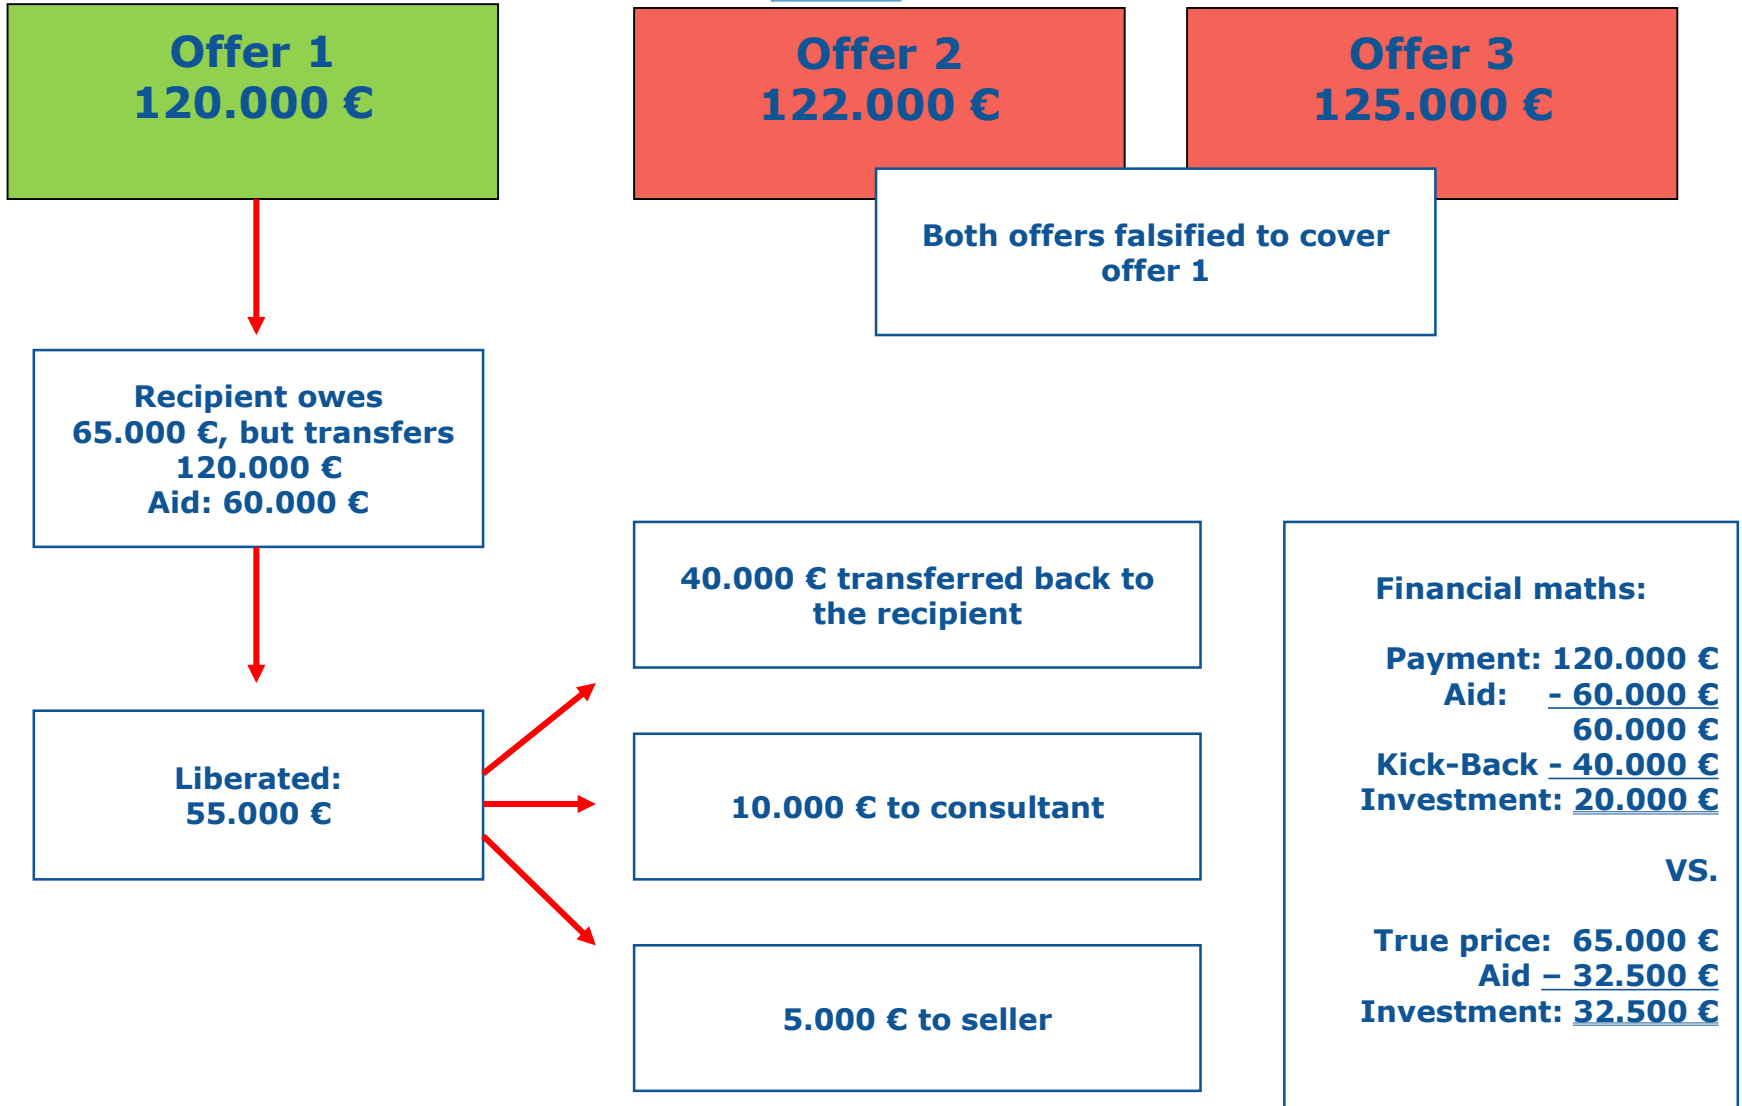 Offer 1
120.000 €
Offer 2
122.000 €
Offer 3
125.000 €
Both offers falsified to cover
offer 1
Recipient owes
65.000 €, but transfers
120.000 €
Aid: 60.000 €
Liberated:
55.000 €
40.000 € transferred back to
the recipient
10.000 € to consultant
5.000 € to seller
Financial maths:
Payment: 120.000 €
Aid: - 60.000 €
60.000 €
Kick-Back - 40.000 €
Investment: 20.000 €
VS.
True price: 65.000 €
Aid – 32.500 €
Investment: 32.500 €